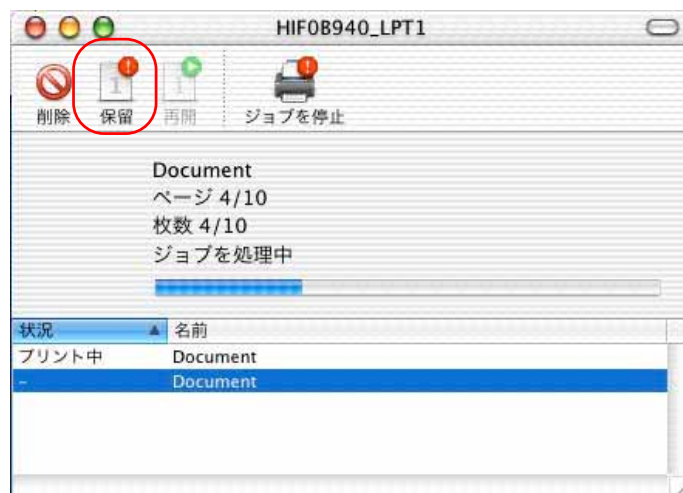 HIF0B940_LPT1
削除 保留 再開 ジョブを停止
Document
ページ 4/10
枚数 4/10
ジョブを処理中
状況 名前
プリント中 Document
– Document